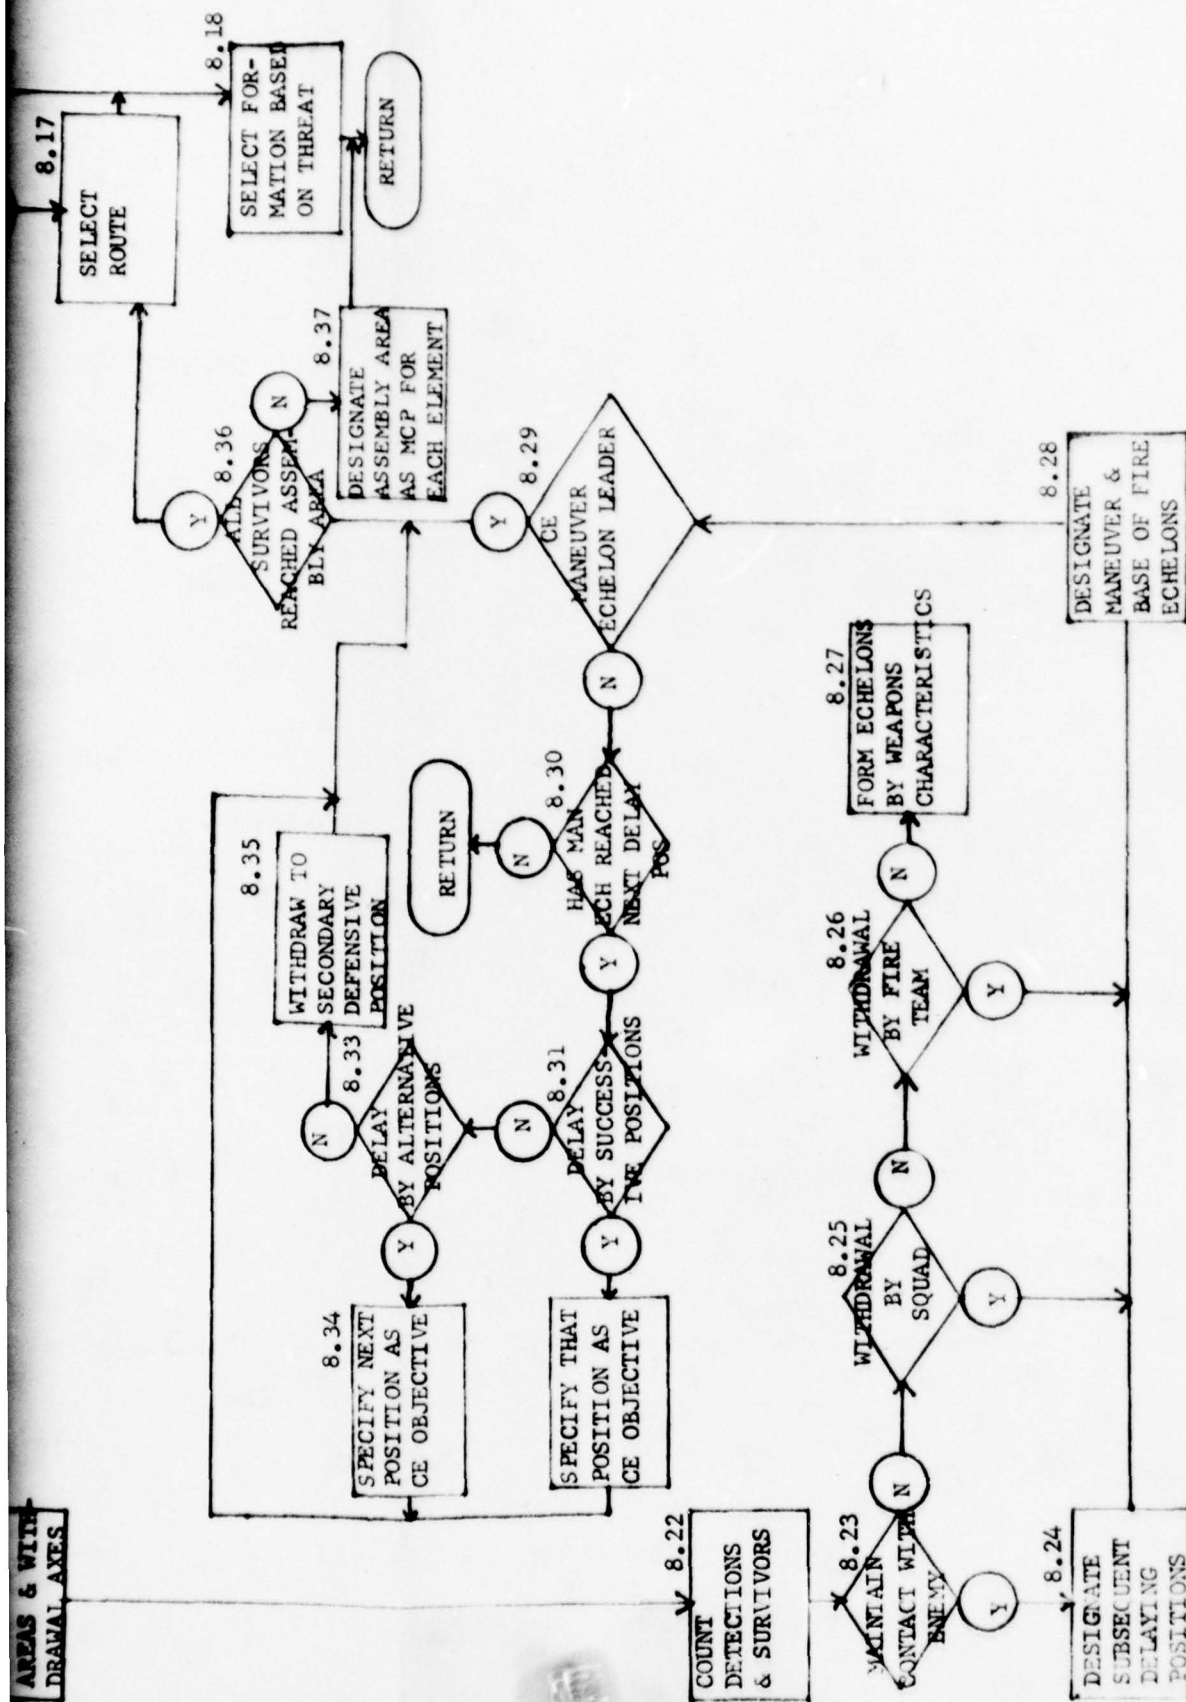 AREAS & WITH-
DRAWAL AXES
8.22
COUNT
DETECTIONS
& SURVIVORS
8.23
MAINTAIN
CONTACT WITH
ENEMY
N
Y
8.24
DESIGNATE
SUBSEQUENT
DELAYING
POSITIONS
8.25
WITHDRAWAL
BY
SQUAD
N
Y
8.26
WITHDRAWAL
BY FIRE
TEAM
N
Y
8.27
FORM ECHELONS
BY WEAPONS
CHARACTERISTICS
8.28
DESIGNATE
MANEUVER &
BASE OF FIRE
ECHELONS
8.29
CE
MANEUVER
ECHELON LEADER
Y
N
8.30
HAS MAN
ECH REACHED
NEXT DELAY
POS
N
RETURN
Y
8.31
DELAY
BY SUCCESS-
IVE POSITIONS
N
Y
SPECIFY THAT
POSITION AS
CE OBJECTIVE
8.33
DELAY
BY ALTERNATIVE
POSITIONS
N
Y
8.34
SPECIFY NEXT
POSITION AS
CE OBJECTIVE
8.35
WITHDRAW TO
SECONDARY
DEFENSIVE
POSITION
8.36
ALL
SURVIVORS
REACHED ASSEM-
BLY AREA
Y
N
8.37
DESIGNATE
ASSEMBLY AREA
AS MCP FOR
EACH ELEMENT
8.17
SELECT
ROUTE
8.18
SELECT FOR-
MATION BASED
ON THREAT
RETURN